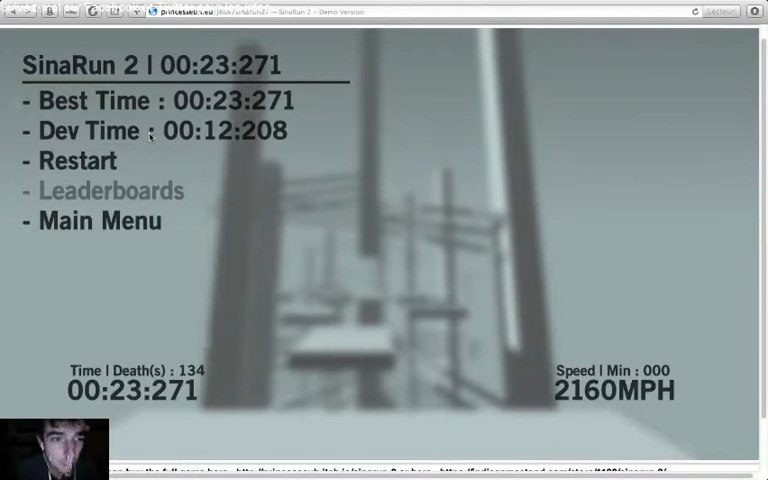 SinaRun 2 — Demo Version
Lecteur
SinaRun 2 | 00:23:271
- Best Time : 00:23:271
- Dev Time : 00:12:208
- Restart
- Leaderboards
- Main Menu
Time | Death(s) : 134
00:23:271
Speed | Min : 000
2160MPH